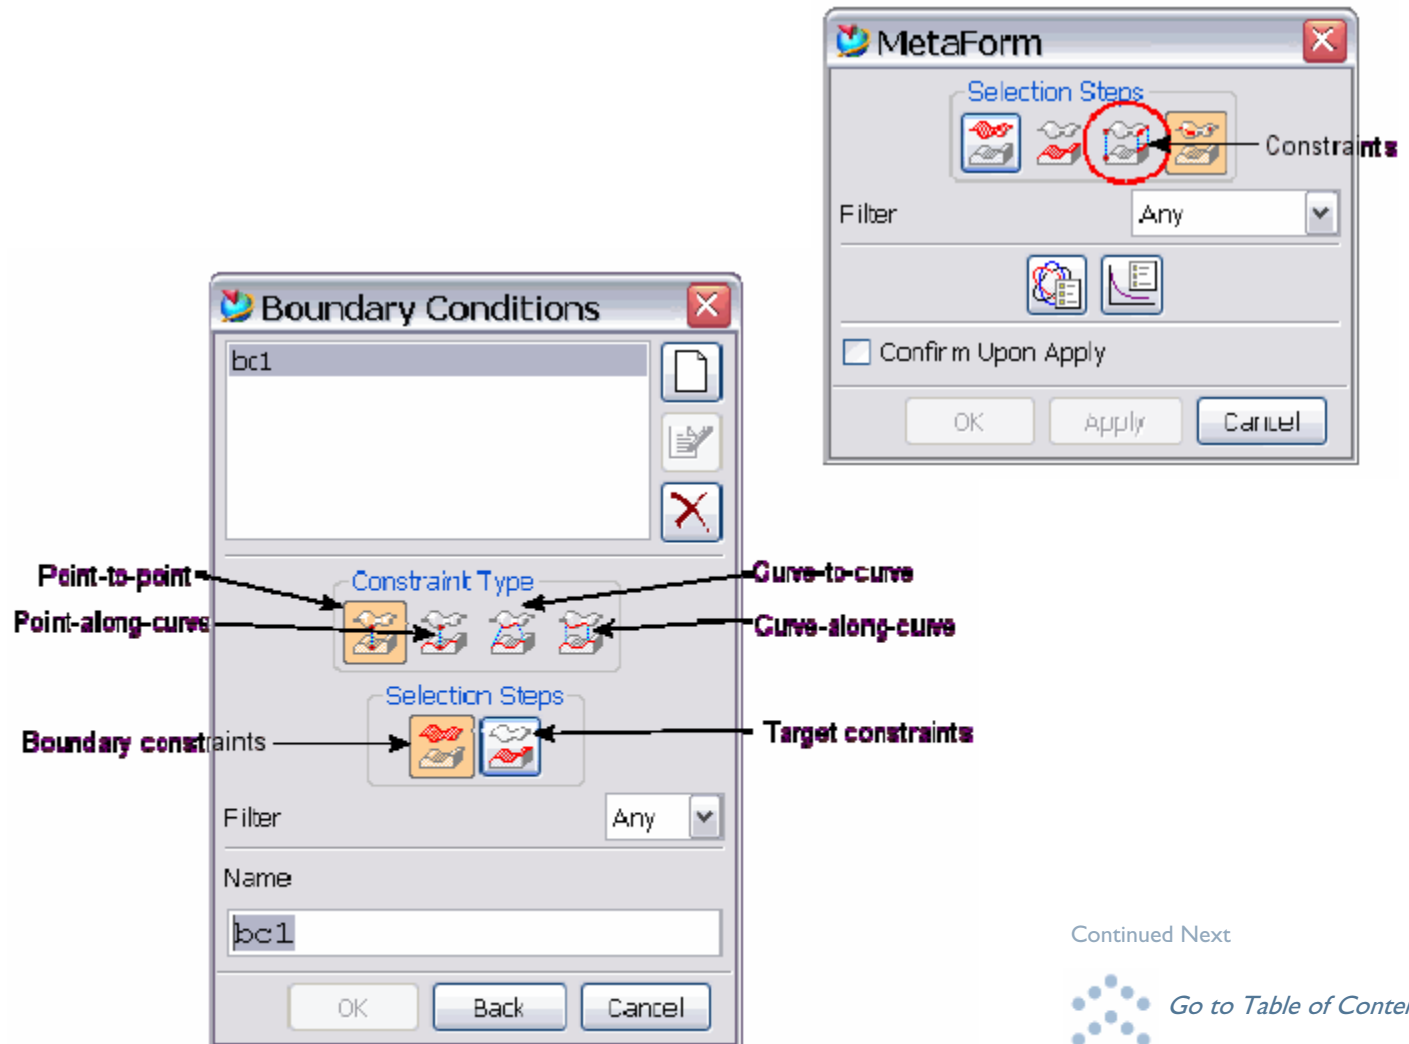 MetaForm
Selection Steps
Constraints
Filter
Any
Confirm Upon Apply
OK
Apply
Cancel
Boundary Conditions
bc1
Point-to-point
Constraint Type
Curve-to-curve
Point-along-curve
Curve-along-curve
Selection Steps
Boundary constraints
Target constraints
Filter
Any
Name
bc1
OK
Back
Cancel
Continued Next
Go to Table of